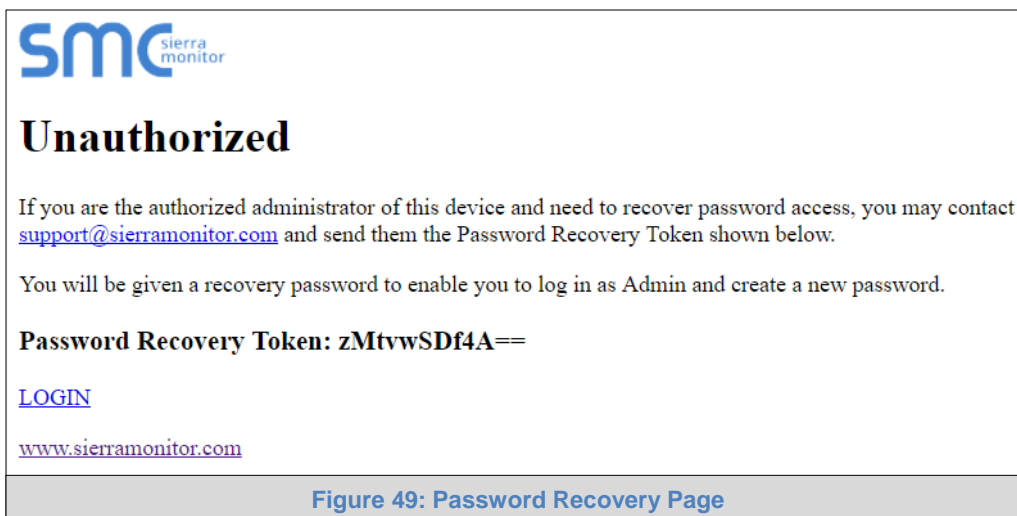 SMC sierra
monitor
Unauthorized
If you are the authorized administrator of this device and need to recover password access, you may contact
support@sierramonitor.com and send them the Password Recovery Token shown below.
You will be given a recovery password to enable you to log in as Admin and create a new password.
Password Recovery Token: zMtvwSDf4A==
LOGIN
www.sierramonitor.com
Figure 49: Password Recovery Page